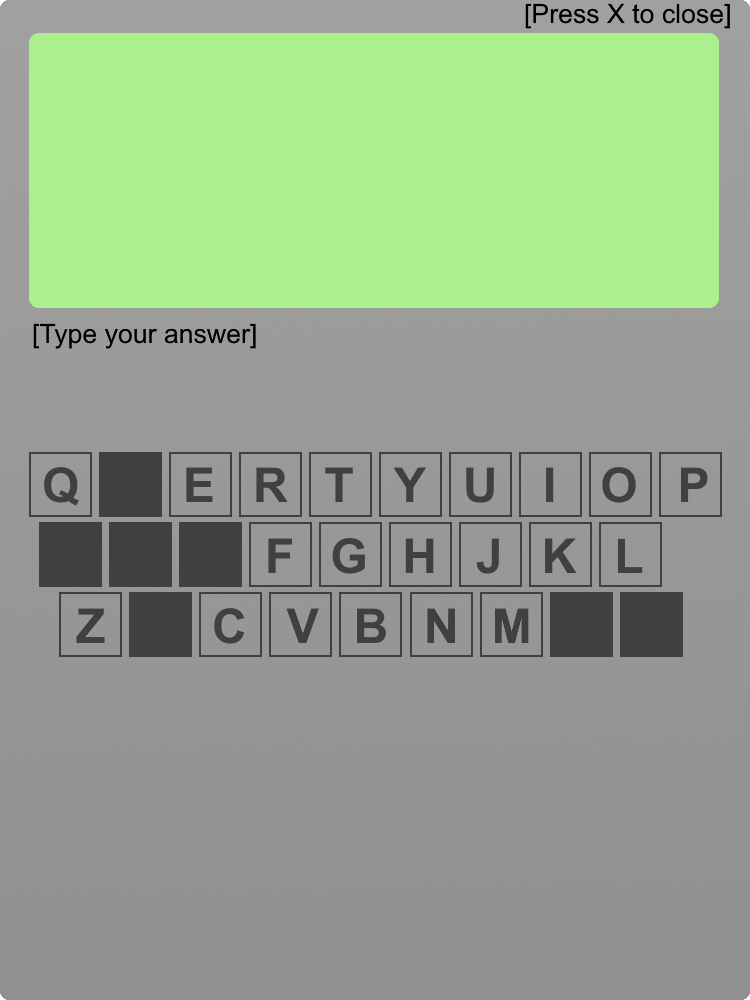 [Press X to close]
[Type your answer]
Q E R T Y U I O P
F G H J K L
Z C V B N M